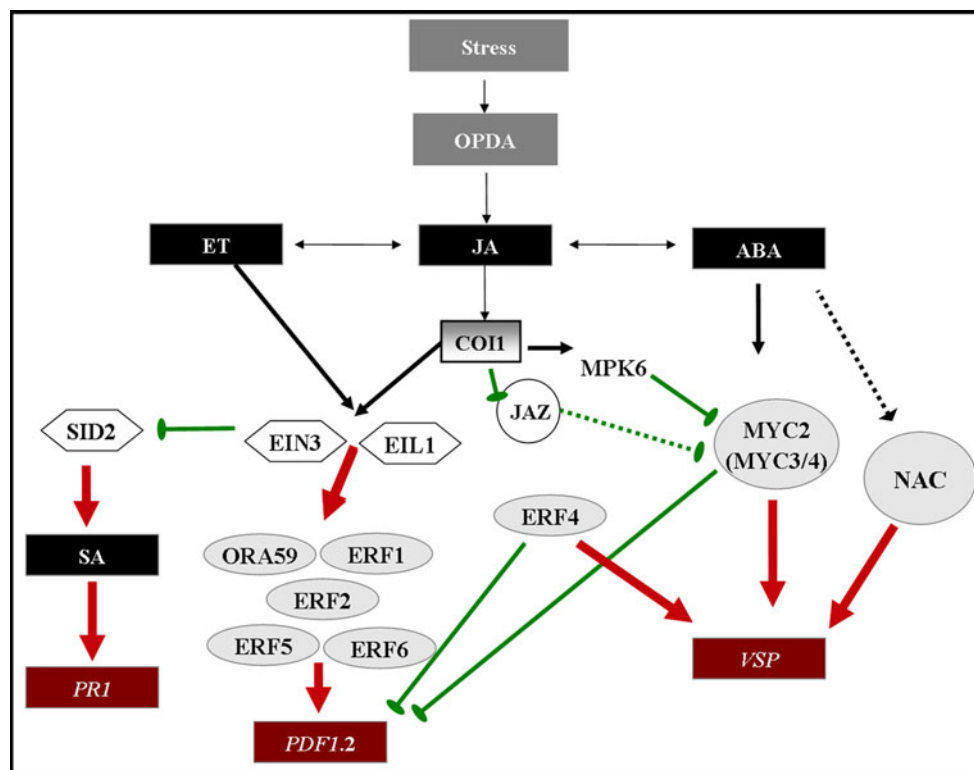 Stress
OPDA
ET
JA
ABA
COI1
MPK6
JAZ
SID2
EIN3
EIL1
MYC2
(MYC3/4)
NAC
ERF4
SA
ORA59
ERF1
ERF2
ERF5
ERF6
PR1
VSP
PDF1.2